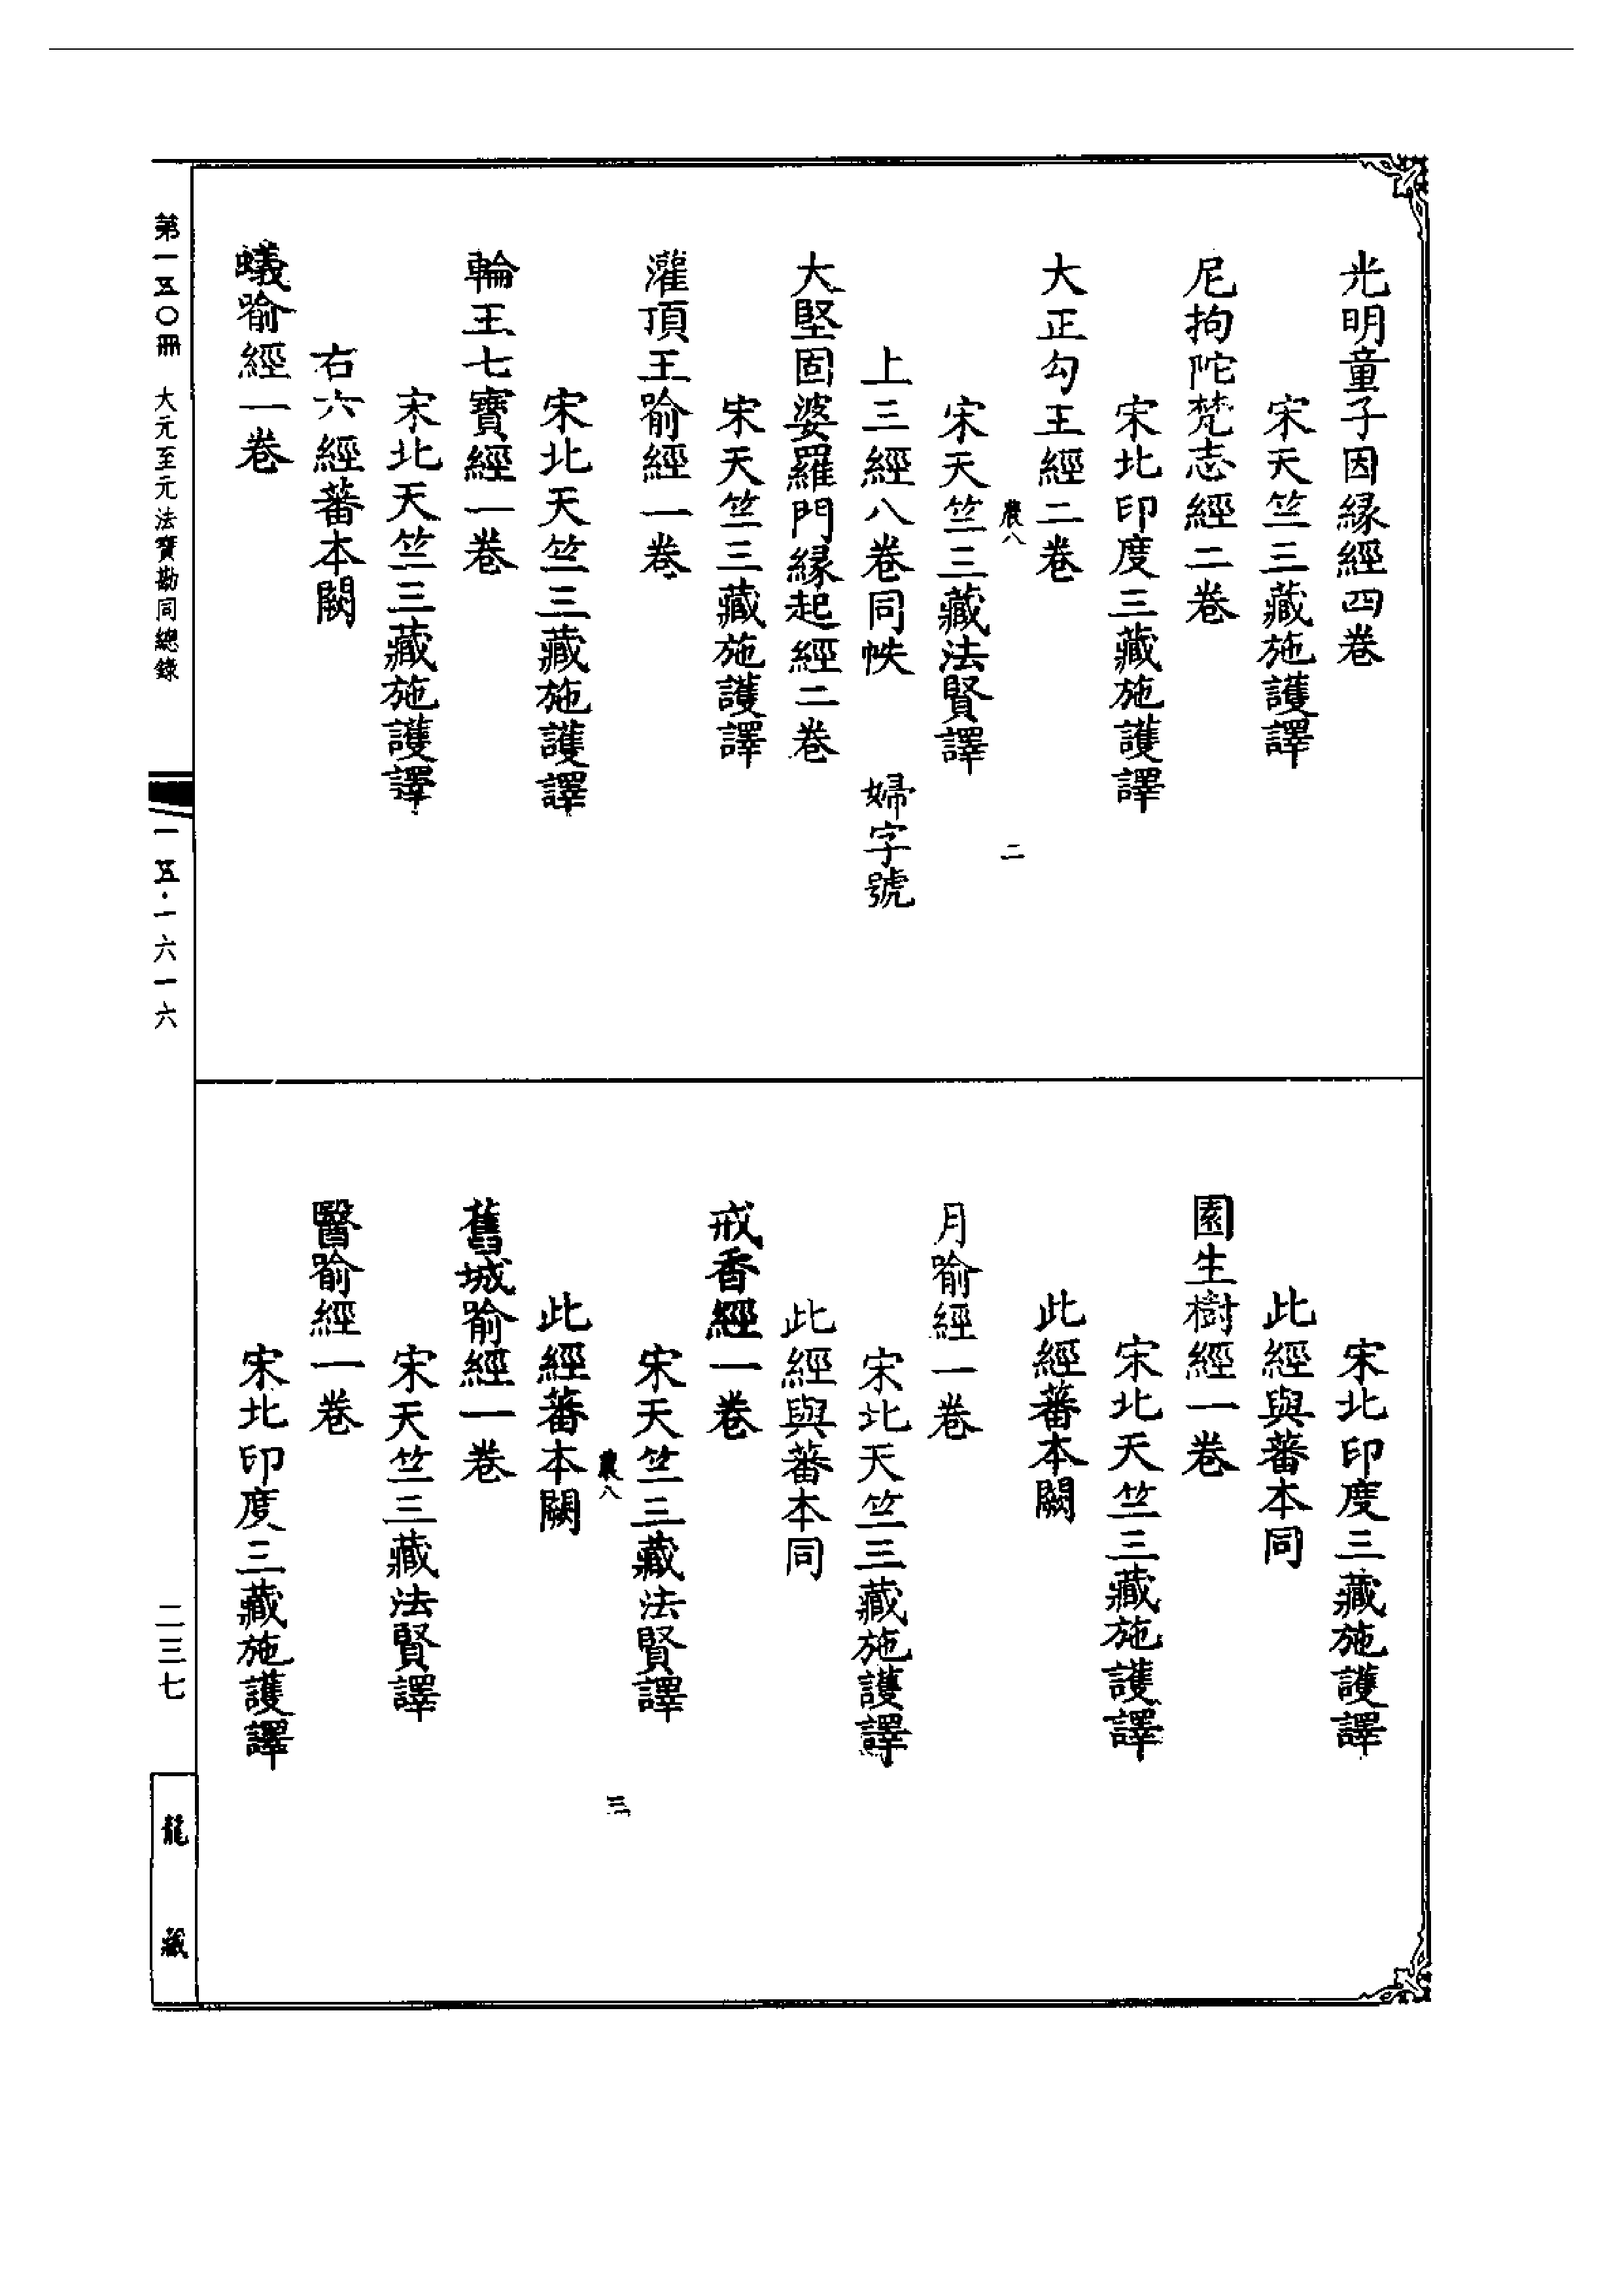 光明童子因緣經四卷
宋天竺三藏施護譯
尼拘陀梵志經二卷
宋北印度三藏施護譯
大正勾王經二卷
農八 二
宋天竺三藏法賢譯
上三經八卷同帙 婦字號
大堅固婆羅門緣起經二卷
宋天竺三藏施護譯
灌頂王喻經一卷
宋北天竺三藏施護譯
輪王七寶經一卷
宋北天竺三藏施護譯
右六經蕃本闕
蟻喻經一卷
宋北印度三藏施護譯
此經與蕃本同
園生樹經一卷
宋北天竺三藏施護譯
此經蕃本闕
月喻經一卷
宋北天竺三藏施護譯
此經與蕃本同
戒香經一卷
宋天竺三藏法賢譯
農八 三
此經蕃本闕
舊城喻經一卷
宋天竺三藏法賢譯
醫喻經一卷
宋北印度三藏施護譯
第一五〇冊 大元至元法寶勘同總錄 一五·一六一六 二三七 龍藏